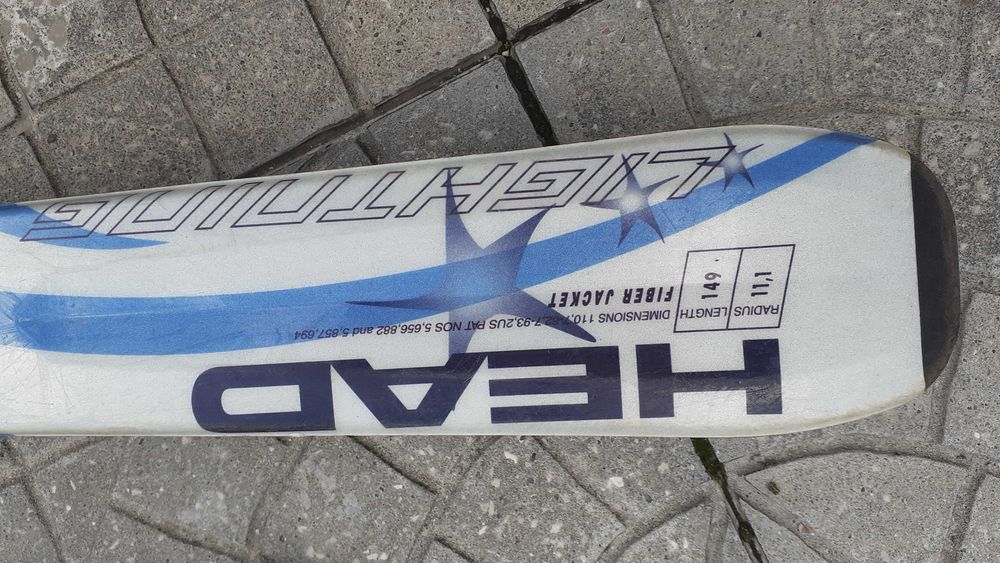 HEAD
DIMENSIONS 110,7-62,7-93,2US PAT NOS 5,656,882 and 5,857,694
FIBER JACKET
RADIUS LENGTH
11,1 149.
LIGHTNING